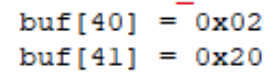 buf[40] = 0x02
buf[41] = 0x20